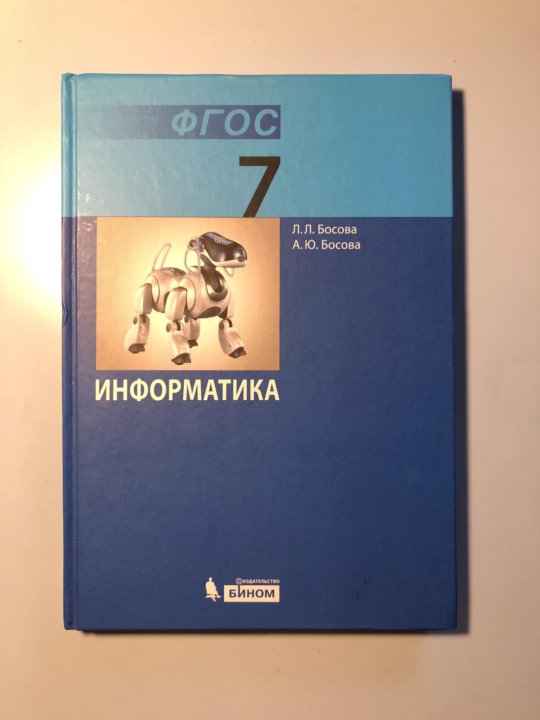 ФГОС
7
Л. Л. Босова
А. Ю. Босова
ИНФОРМАТИКА
ИЗДАТЕЛЬСТВО
БИНОМ